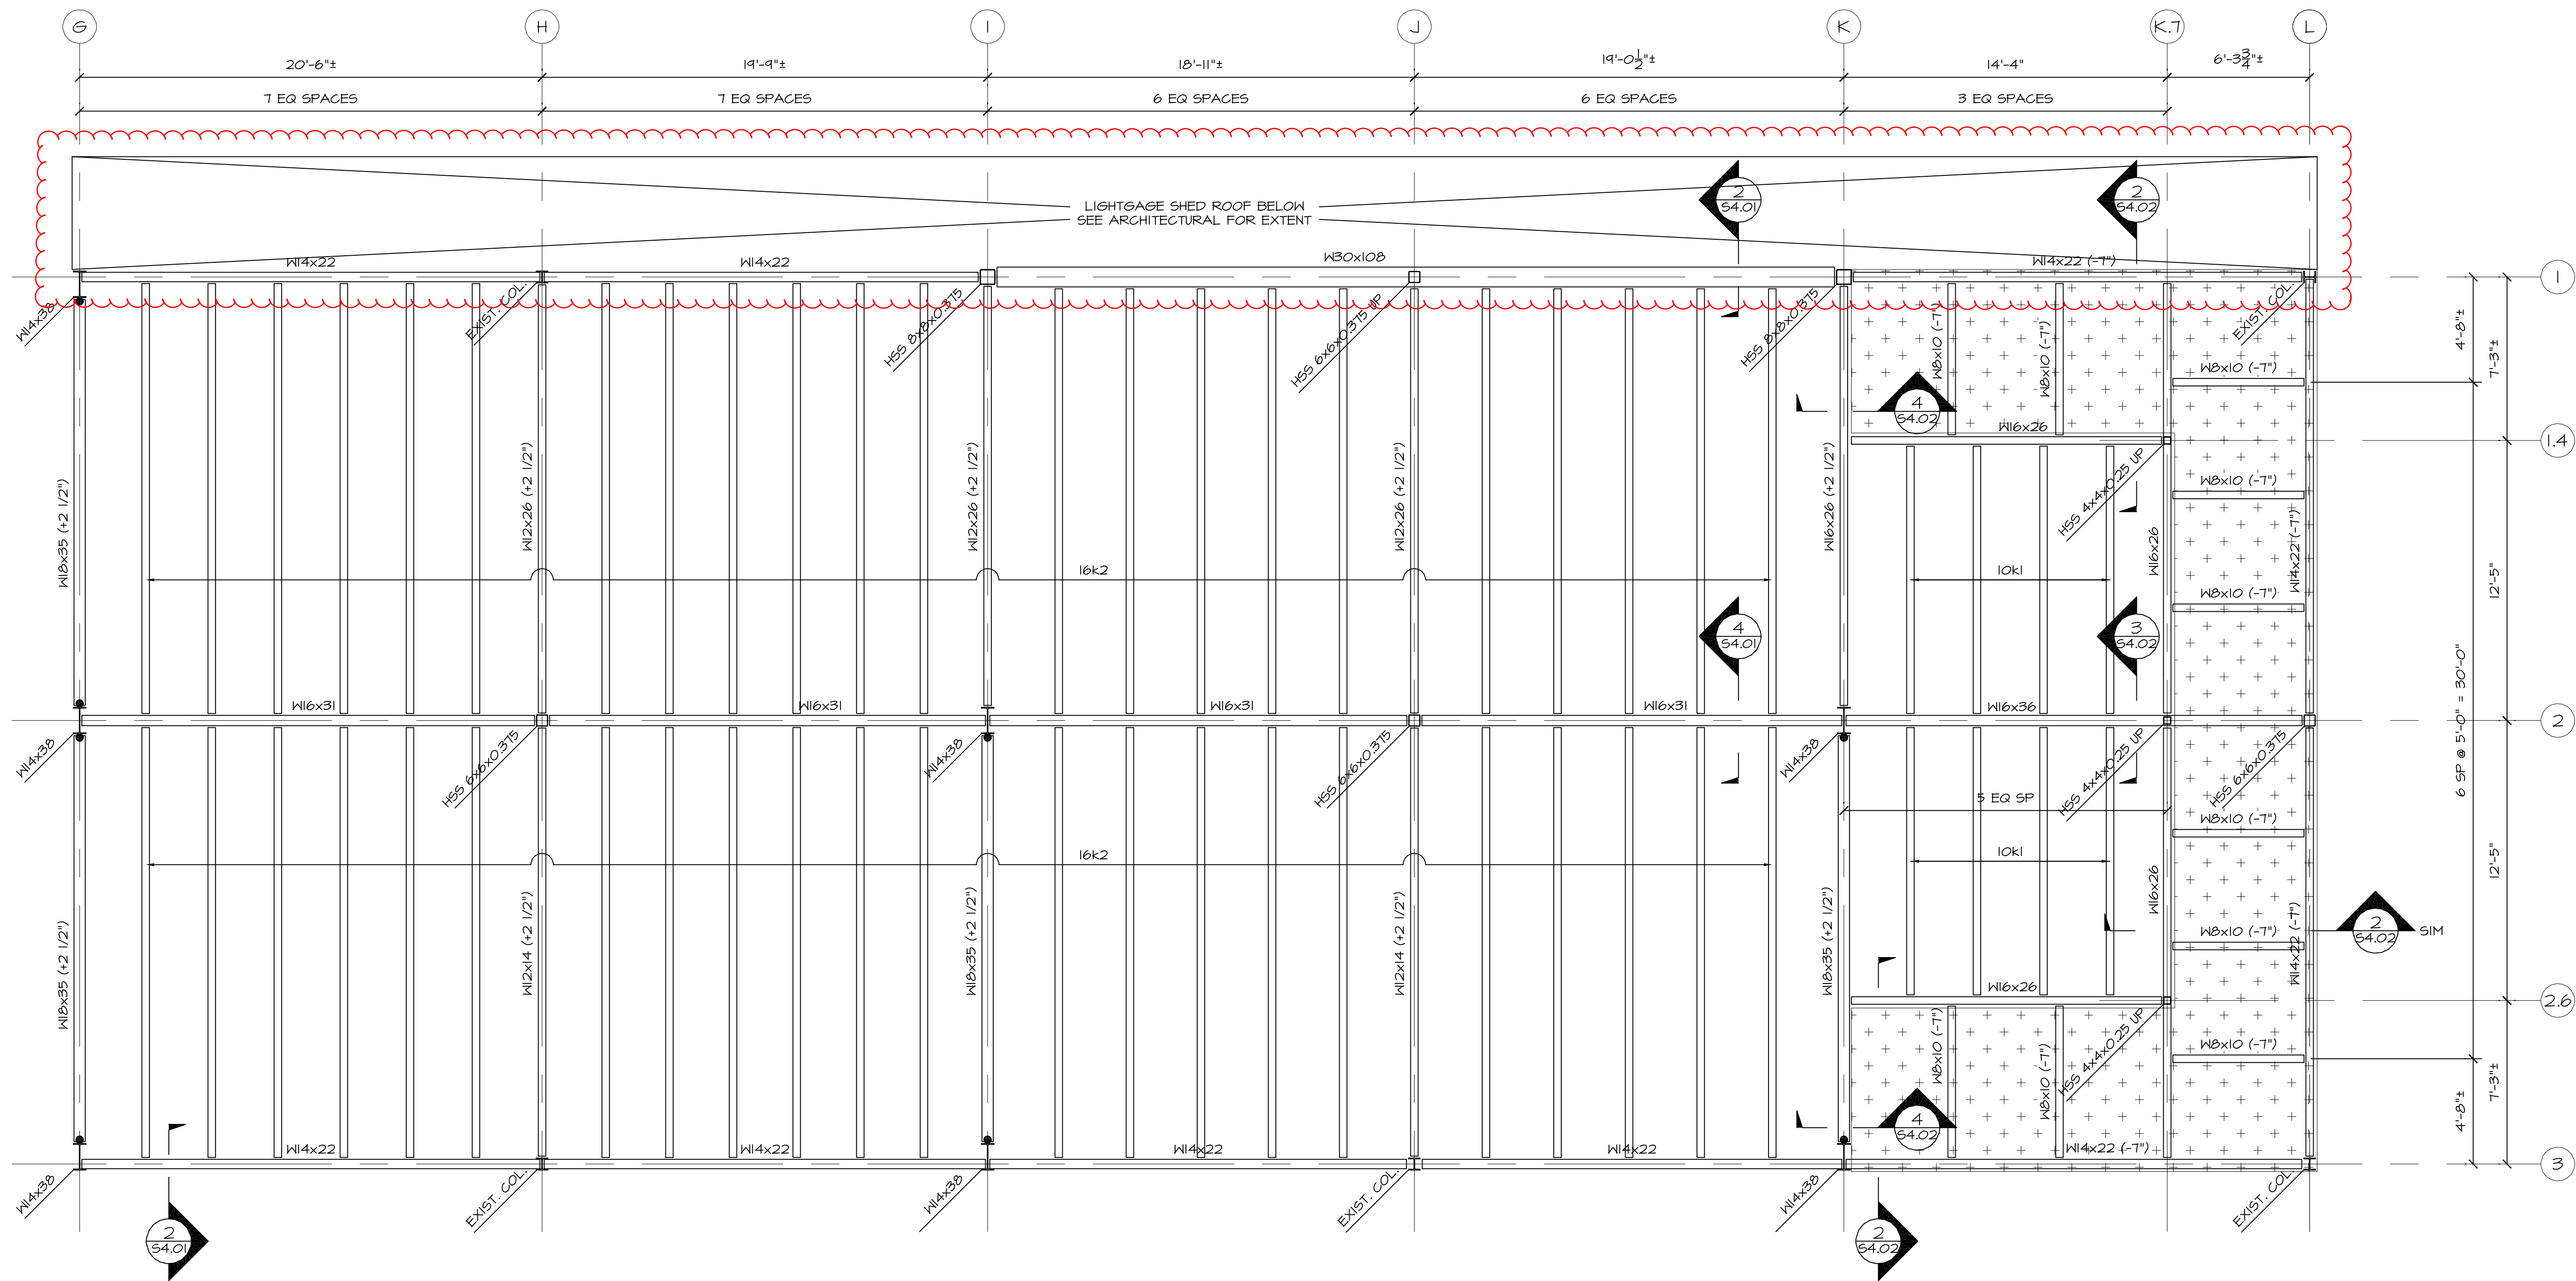 G
H
I
J
K
K.7
L
20'-6"±
19'-9"±
18'-11"±
19'-0 1/2"±
14'-4"
6'-3 3/4"±
7 EQ SPACES
7 EQ SPACES
6 EQ SPACES
6 EQ SPACES
3 EQ SPACES
LIGHTGAGE SHED ROOF BELOW
SEE ARCHITECTURAL FOR EXTENT
2
S4.01
2
S4.02
W14x22
W14x22
W30x108
W14x22 (-7")
1
W14x38
EXIST. COL.
HSS 8x8x0.375
HSS 6x6x0.375 UP
HSS 8x8x0.375
EXIST. COL.
W8x10 (-7")
W8x10 (-7")
4'-8"±
7'-3"±
W8x10 (-7")
4
S4.02
W16x26
1.4
W18x35 (+2 1/2")
W12x26 (+2 1/2")
W12x26 (+2 1/2")
W12x26 (+2 1/2")
W16x26 (+2 1/2")
HSS 4x4x0.25 UP
W8x10 (-7")
W16x26
W14x22 (-7")
16k2
10k1
12'-5"
W8x10 (-7")
4
S4.01
3
S4.02
6 SP @ 5'-0" = 30'-0"
W16x31
W16x31
W16x31
W16x31
W16x36
2
W14x38
HSS 6x6x0.375
W14x38
HSS 6x6x0.375
W14x38
HSS 4x4x0.25 UP
HSS 6x6x0.375
5 EQ SP
W8x10 (-7")
16k2
10k1
12'-5"
W18x35 (+2 1/2")
W12x14 (+2 1/2")
W18x35 (+2 1/2")
W12x14 (+2 1/2")
W18x35 (+2 1/2")
W16x26
W8x10 (-7")
W14x22 (-7")
2
S4.02
SIM
W16x26
2.6
W8x10 (-7")
W8x10 (-7")
HSS 4x4x0.25 UP
W8x10 (-7")
4'-8"±
7'-3"±
4
S4.02
W14x22
W14x22
W14x22
W14x22
W14x22 (-7")
3
W14x38
EXIST. COL.
W14x38
EXIST. COL.
W14x38
EXIST. COL.
2
S4.01
2
S4.02